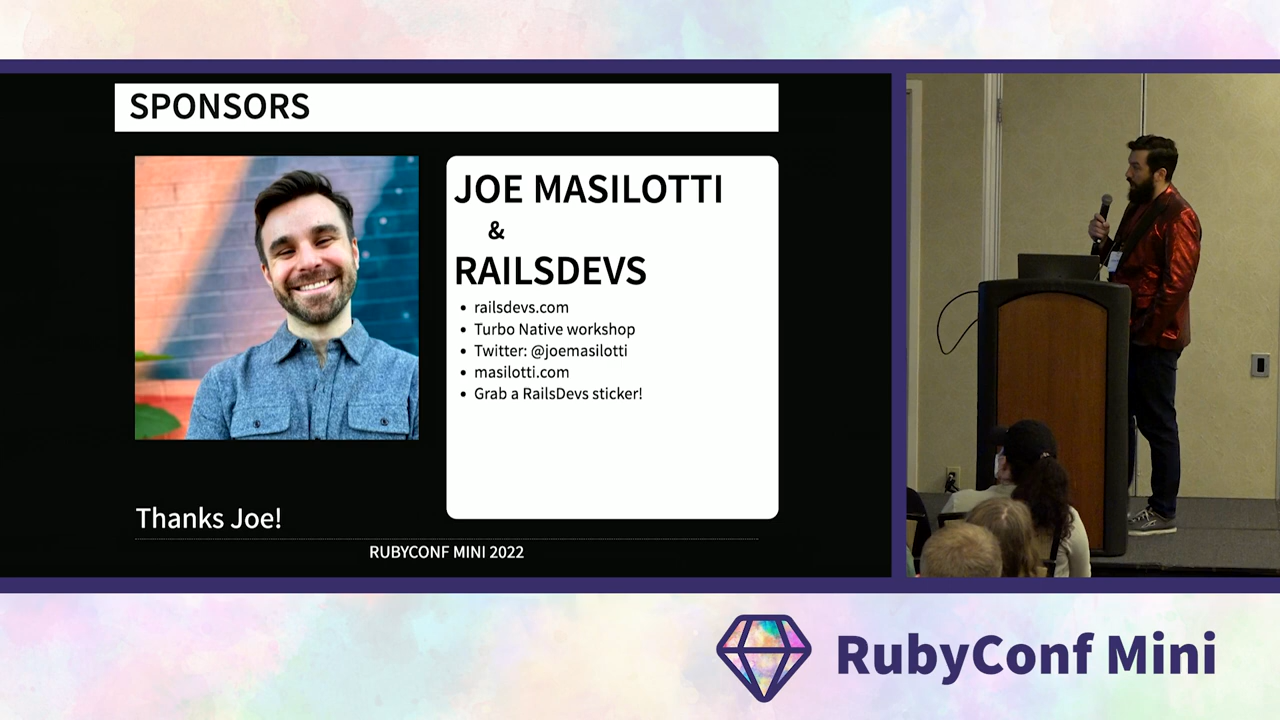 SPONSORS
JOE MASILOTTI
&
RAILSDEVS
• railsdevs.com
• Turbo Native workshop
• Twitter: @joemasilotti
• masilotti.com
• Grab a RailsDevs sticker!
Thanks Joe!
RUBYCONF MINI 2022
RubyConf Mini